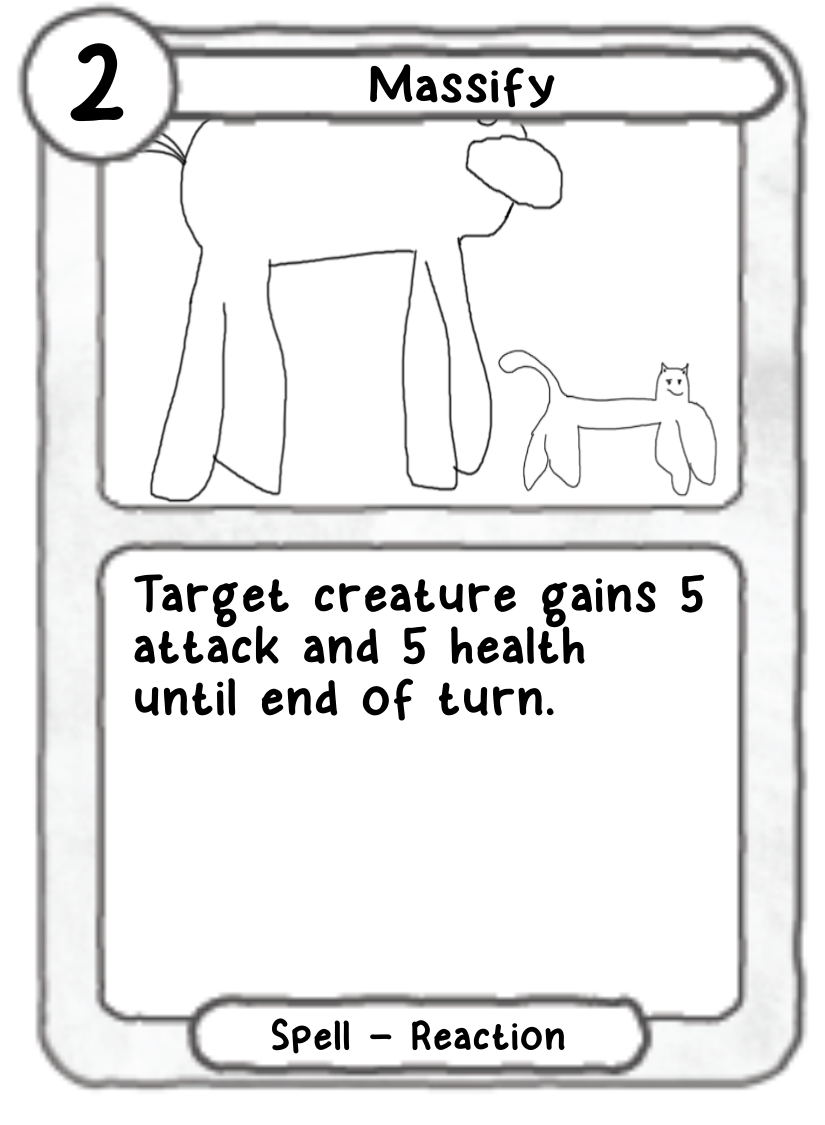 2
Massify
Target creature gains 5
attack and 5 health
until end of turn.
Spell – Reaction